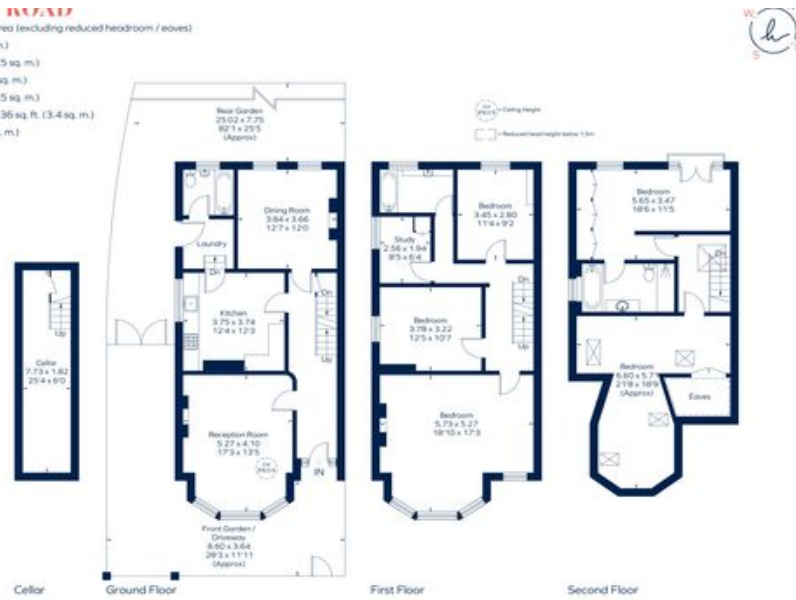 ROAD
rea (excluding reduced headroom / eaves)
5 sq. m.)
sq. m.)
5 sq. m.)
36 sq. ft. (3.4 sq. m.)
. m.)
W
S
h
Rear Garden
25.02 x 7.75
82'1 x 25'5
(Approx)
= Ceiling Height
= Reduced head height below 1.5m
Dining Room
3.84 x 3.66
12'7 x 12'0
Laundry
Dn
Kitchen
3.75 x 3.74
12'4 x 12'3
Dn
Up
Reception Room
5.27 x 4.10
17'3 x 13'5
IN
Front Garden /
Driveway
8.60 x 3.64
28'3 x 11'11
(Approx)
Cellar
7.73 x 1.82
25'4 x 6'0
Up
Bedroom
3.45 x 2.80
11'4 x 9'2
Study
2.56 x 1.94
8'5 x 6'4
Bedroom
3.78 x 3.22
12'5 x 10'7
Dn
Up
Bedroom
5.73 x 5.27
18'10 x 17'3
Bedroom
5.65 x 3.47
18'6 x 11'5
Dn
Bedroom
6.60 x 5.71
21'8 x 18'9
(Approx)
Eaves
Cellar
Ground Floor
First Floor
Second Floor